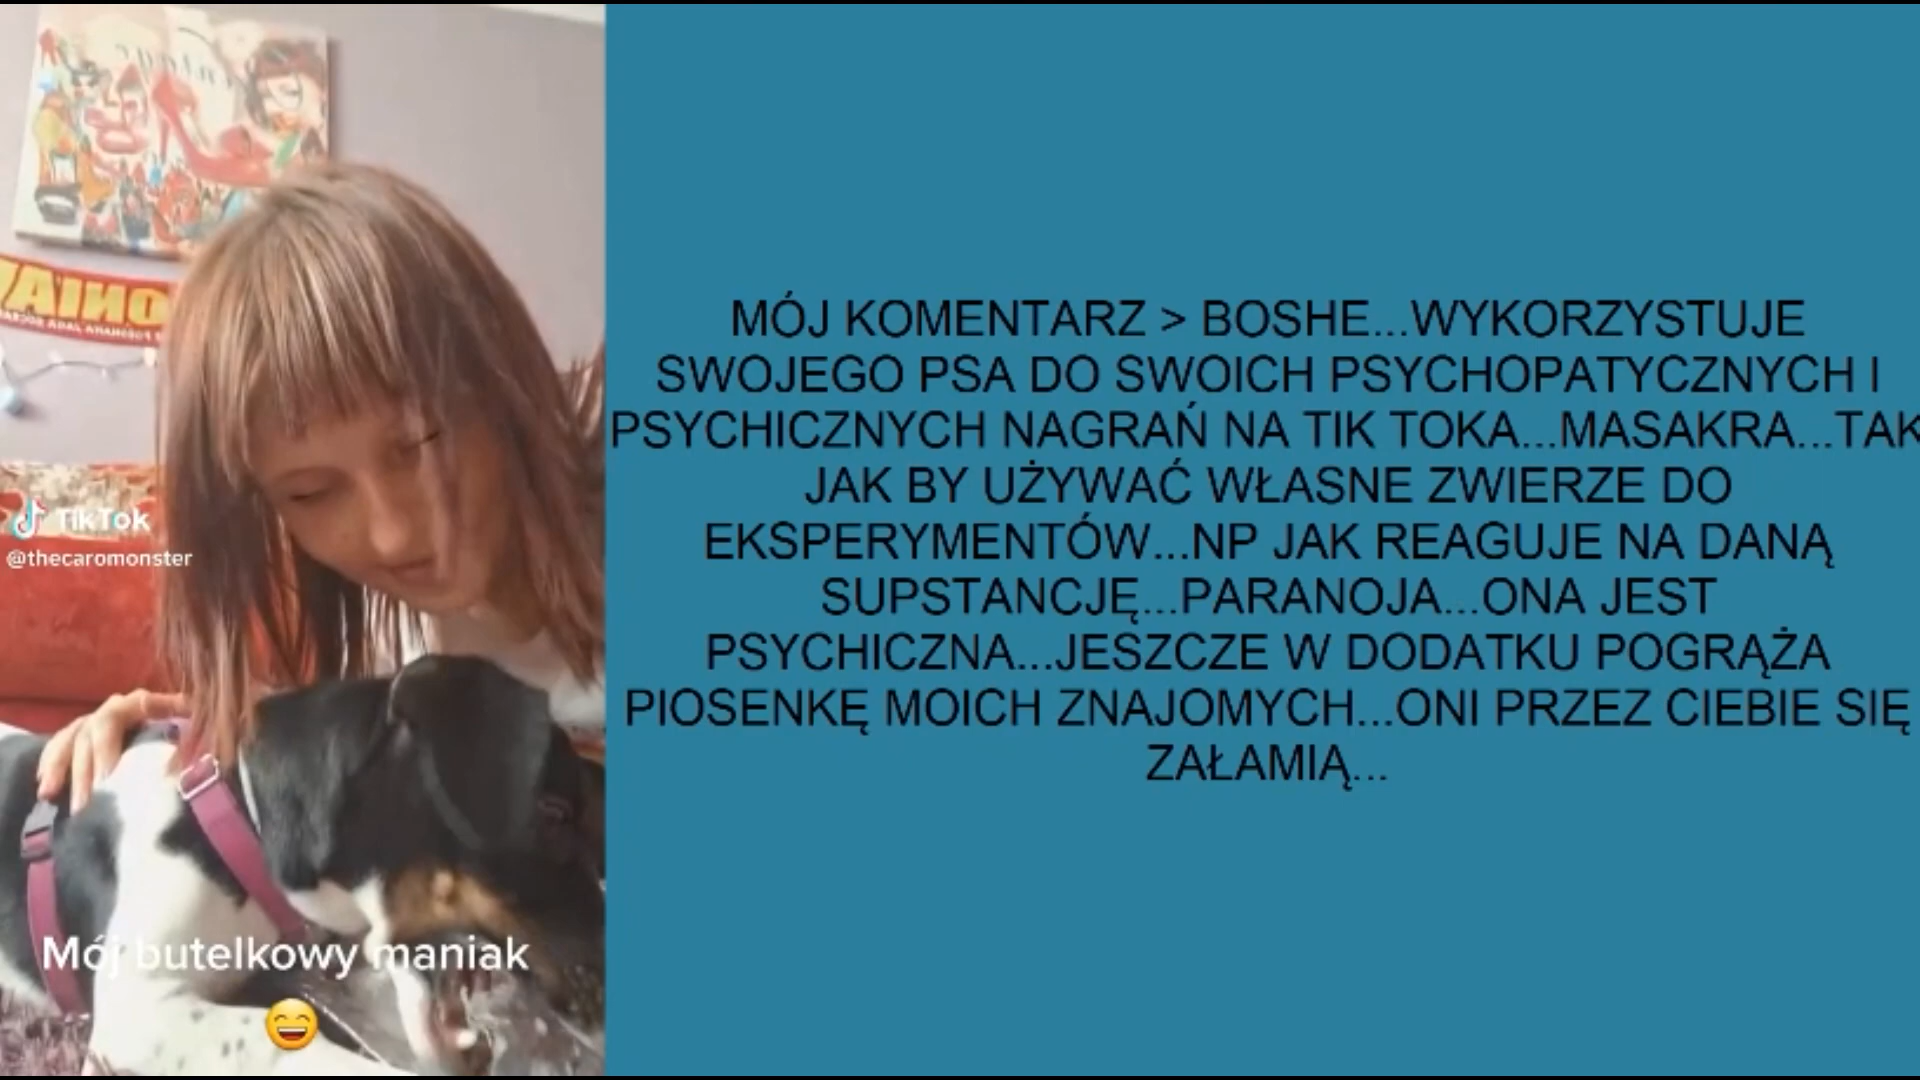 TikTok
@thecaromonster
Mój butelkowy maniak
MÓJ KOMENTARZ > BOSHE...WYKORZYSTUJE
SWOJEGO PSA DO SWOICH PSYCHOPATYCZNYCH I
PSYCHICZNYCH NAGRAŃ NA TIK TOKA...MASAKRA...TAK
JAK BY UŻYWAĆ WŁASNE ZWIERZE DO
EKSPERYMENTÓW...NP JAK REAGUJE NA DANĄ
SUPSTANCJĘ...PARANOJA...ONA JEST
PSYCHICZNA...JESZCZE W DODATKU POGRĄŻA
PIOSENKĘ MOICH ZNAJOMYCH...ONI PRZEZ CIEBIE SIĘ
ZAŁAMIĄ...